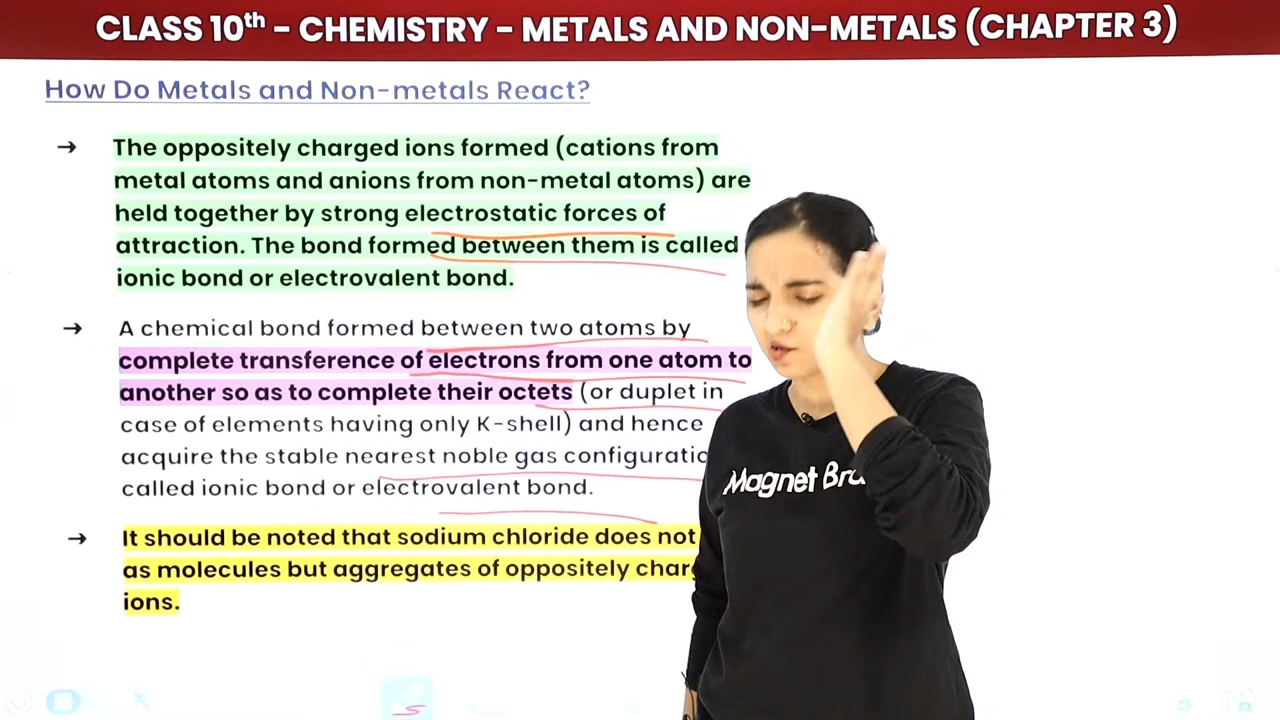 CLASS 10th - CHEMISTRY - METALS AND NON-METALS (CHAPTER 3)
How Do Metals and Non-metals React?
→ The oppositely charged ions formed (cations from
metal atoms and anions from non-metal atoms) are
held together by strong electrostatic forces of
attraction. The bond formed between them is called
ionic bond or electrovalent bond.
→ A chemical bond formed between two atoms by
complete transference of electrons from one atom to
another so as to complete their octets (or duplet in
case of elements having only K-shell) and hence
acquire the stable nearest noble gas
called ionic bond or electrovalent bond.
→ It should be noted that sodium chloride does not
as molecules but aggregates of oppositely
ions.
Magnet